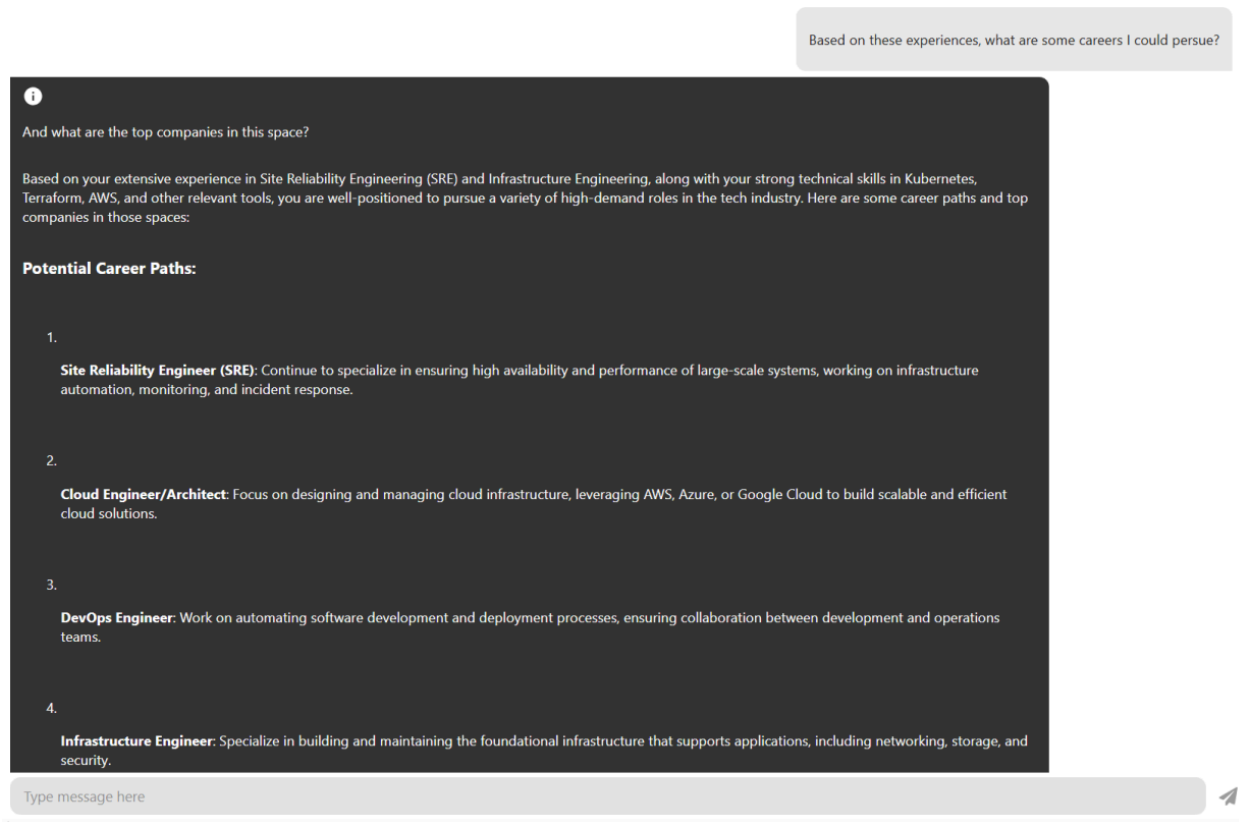 Based on these experiences, what are some careers I could persue?
And what are the top companies in this space?
Based on your extensive experience in Site Reliability Engineering (SRE) and Infrastructure Engineering, along with your strong technical skills in Kubernetes,
Terraform, AWS, and other relevant tools, you are well-positioned to pursue a variety of high-demand roles in the tech industry. Here are some career paths and top
companies in those spaces:
Potential Career Paths:
1.
Site Reliability Engineer (SRE): Continue to specialize in ensuring high availability and performance of large-scale systems, working on infrastructure
automation, monitoring, and incident response.
2.
Cloud Engineer/Architect: Focus on designing and managing cloud infrastructure, leveraging AWS, Azure, or Google Cloud to build scalable and efficient
cloud solutions.
3.
DevOps Engineer: Work on automating software development and deployment processes, ensuring collaboration between development and operations
teams.
4.
Infrastructure Engineer: Specialize in building and maintaining the foundational infrastructure that supports applications, including networking, storage, and
security.
Type message here